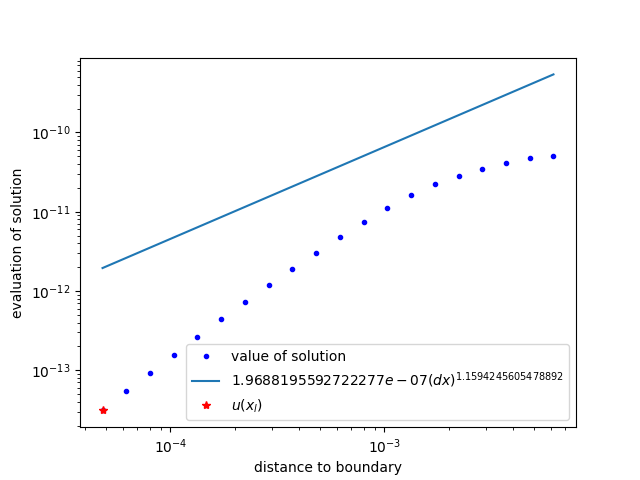 10⁻¹⁰
10⁻¹¹
10⁻¹²
10⁻¹³
evaluation of solution
value of solution
1.9688195592722277e − 07(dx)^1.1594245605478892
u(x_l)
10⁻⁴
10⁻³
distance to boundary